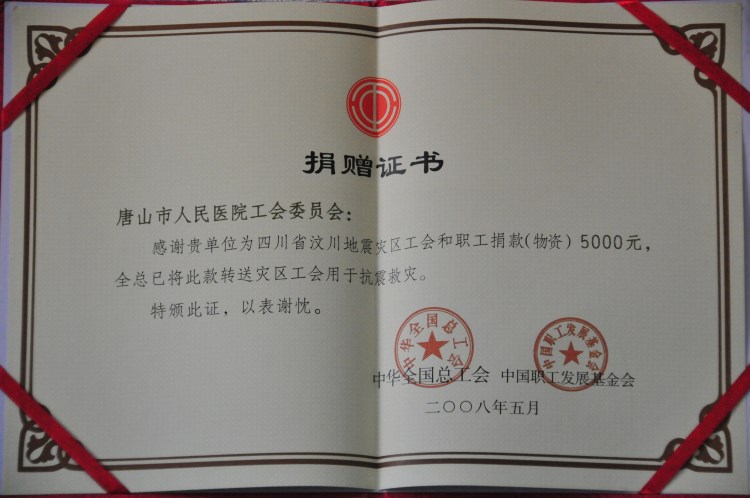 捐赠证书
唐山市人民医院工会委员会：
感谢贵单位为四川省汶川地震灾区工会和职工捐款(物资) 5000元，
全总已将此款转送灾区工会用于抗震救灾。
特颁此证，以表谢忱。
中华全国总工会
中国职工发展基金会
中华全国总工会 中国职工发展基金会
二〇〇八年五月